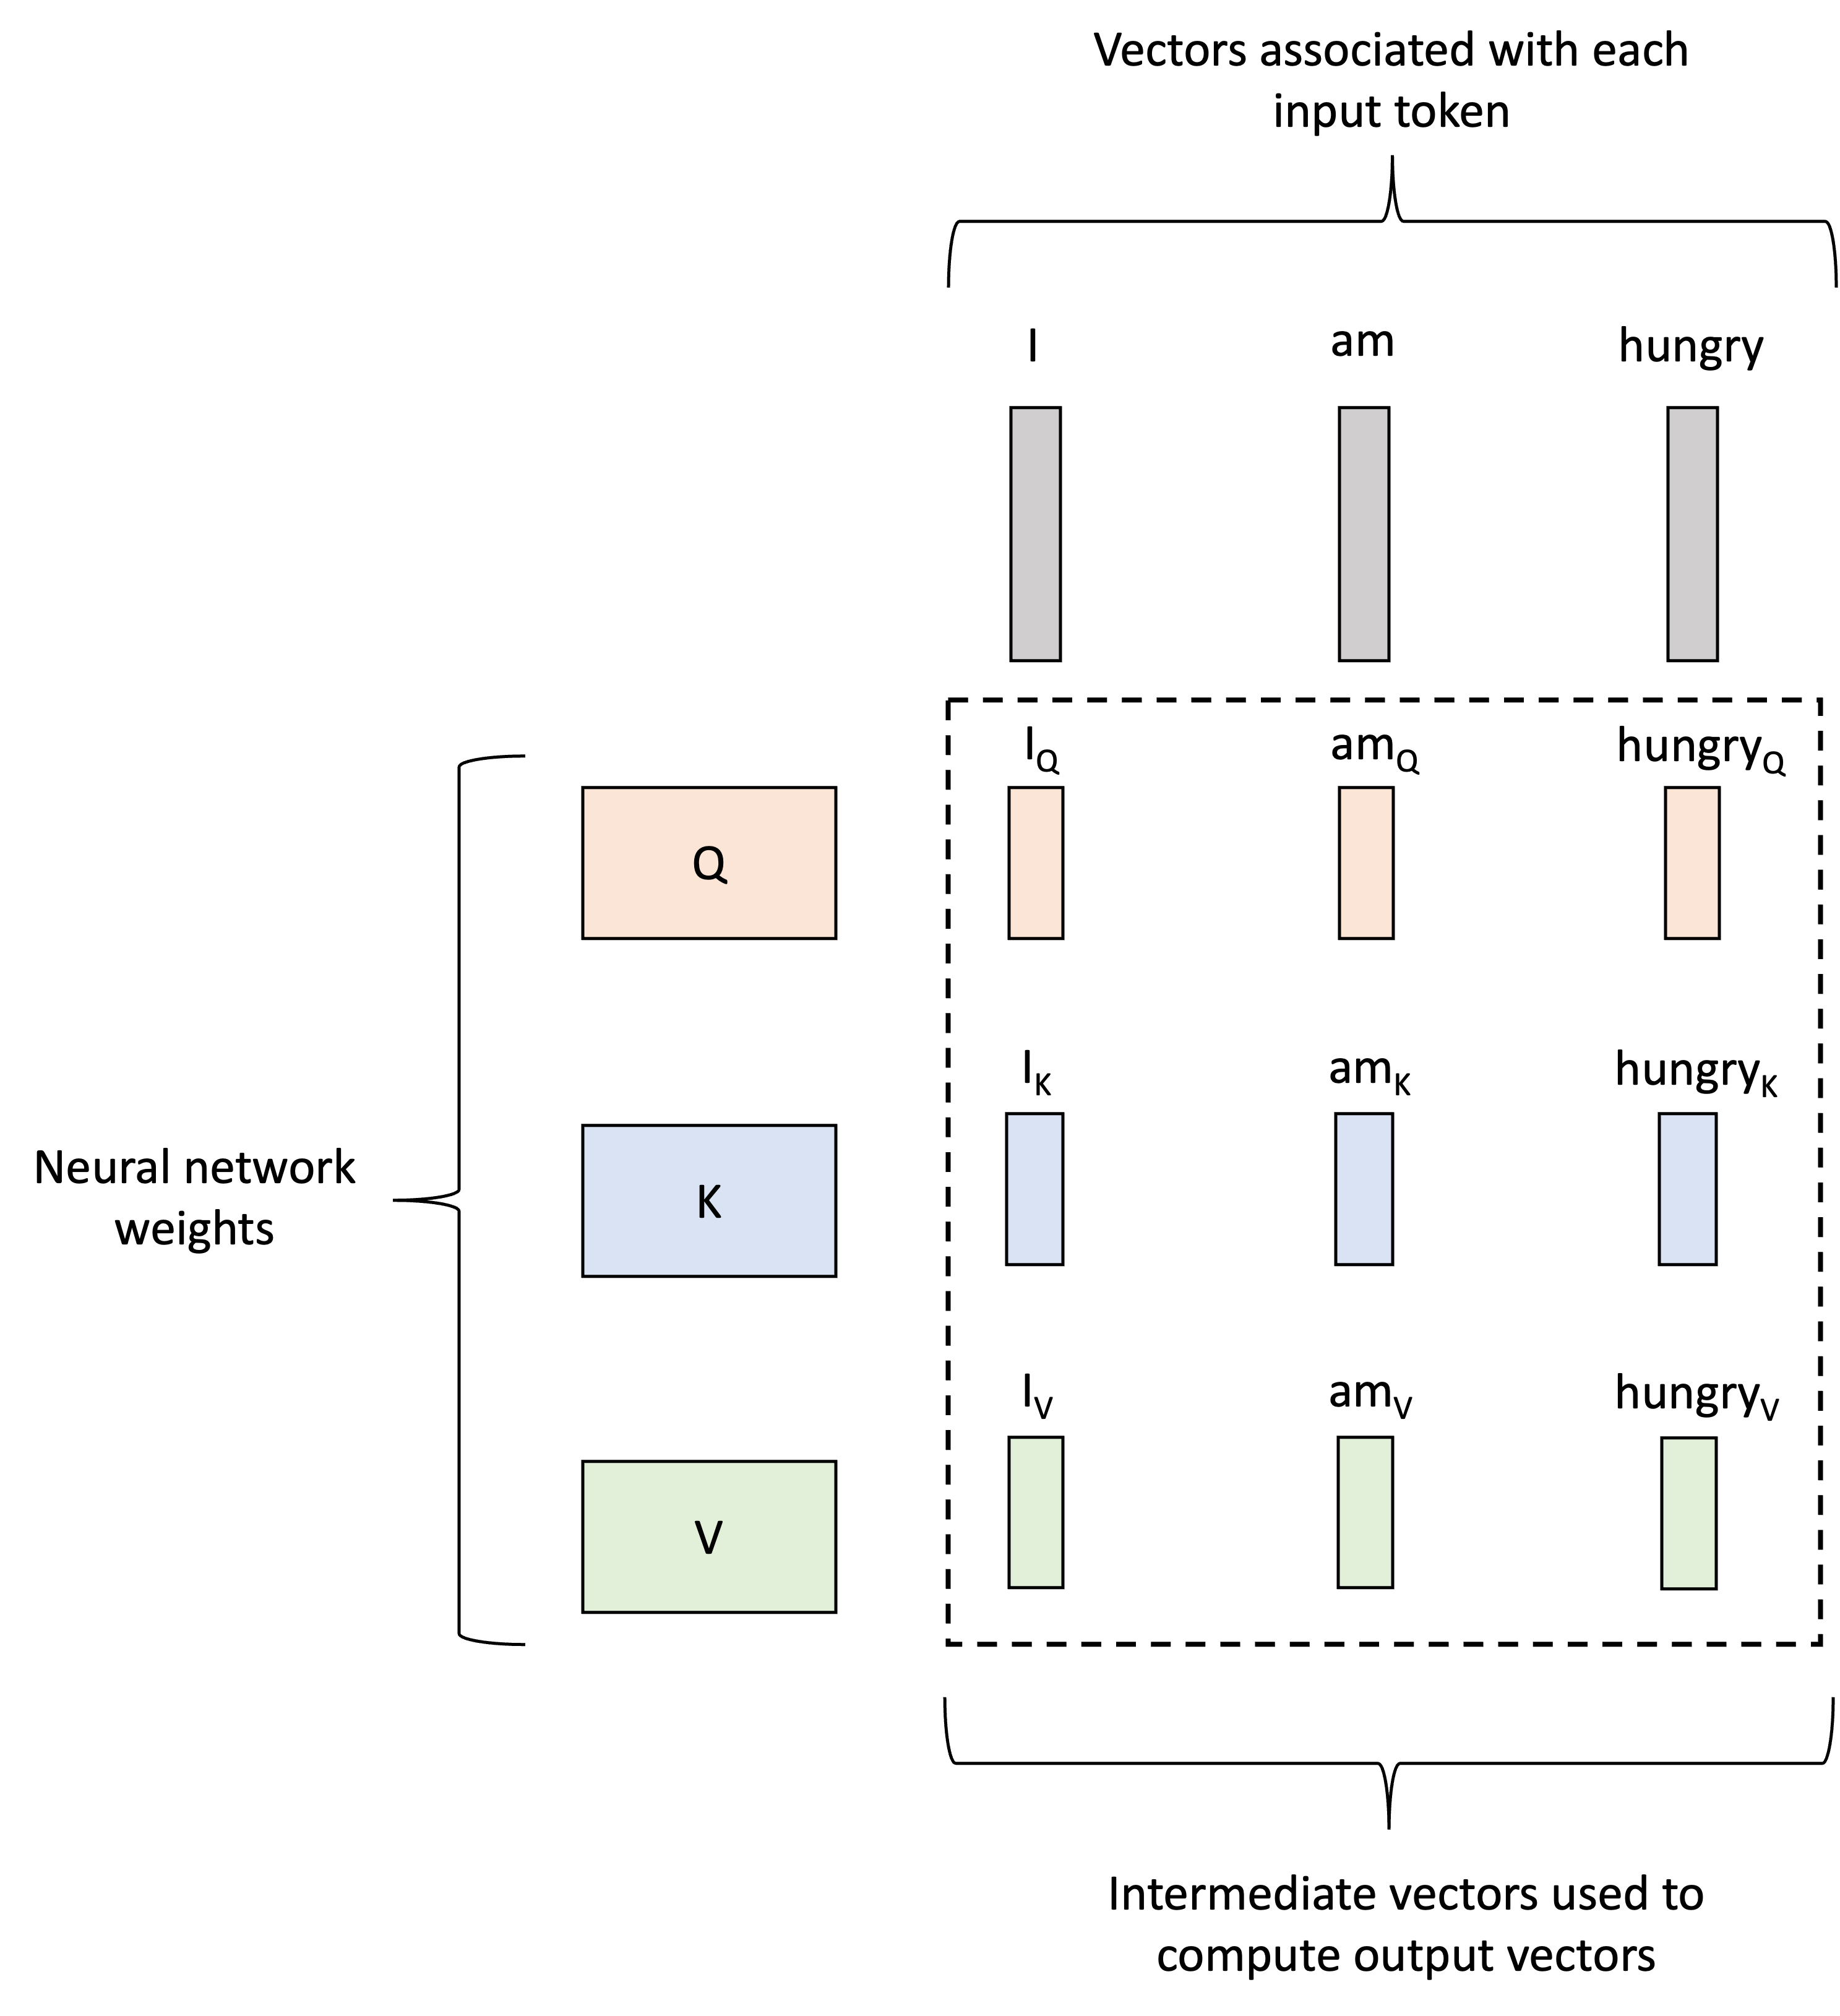 Vectors associated with each
input token
I am hungry
I_Q am_Q hungry_Q
Q
I_K am_K hungry_K
Neural network
weights
K
I_V am_V hungry_V
V
Intermediate vectors used to
compute output vectors